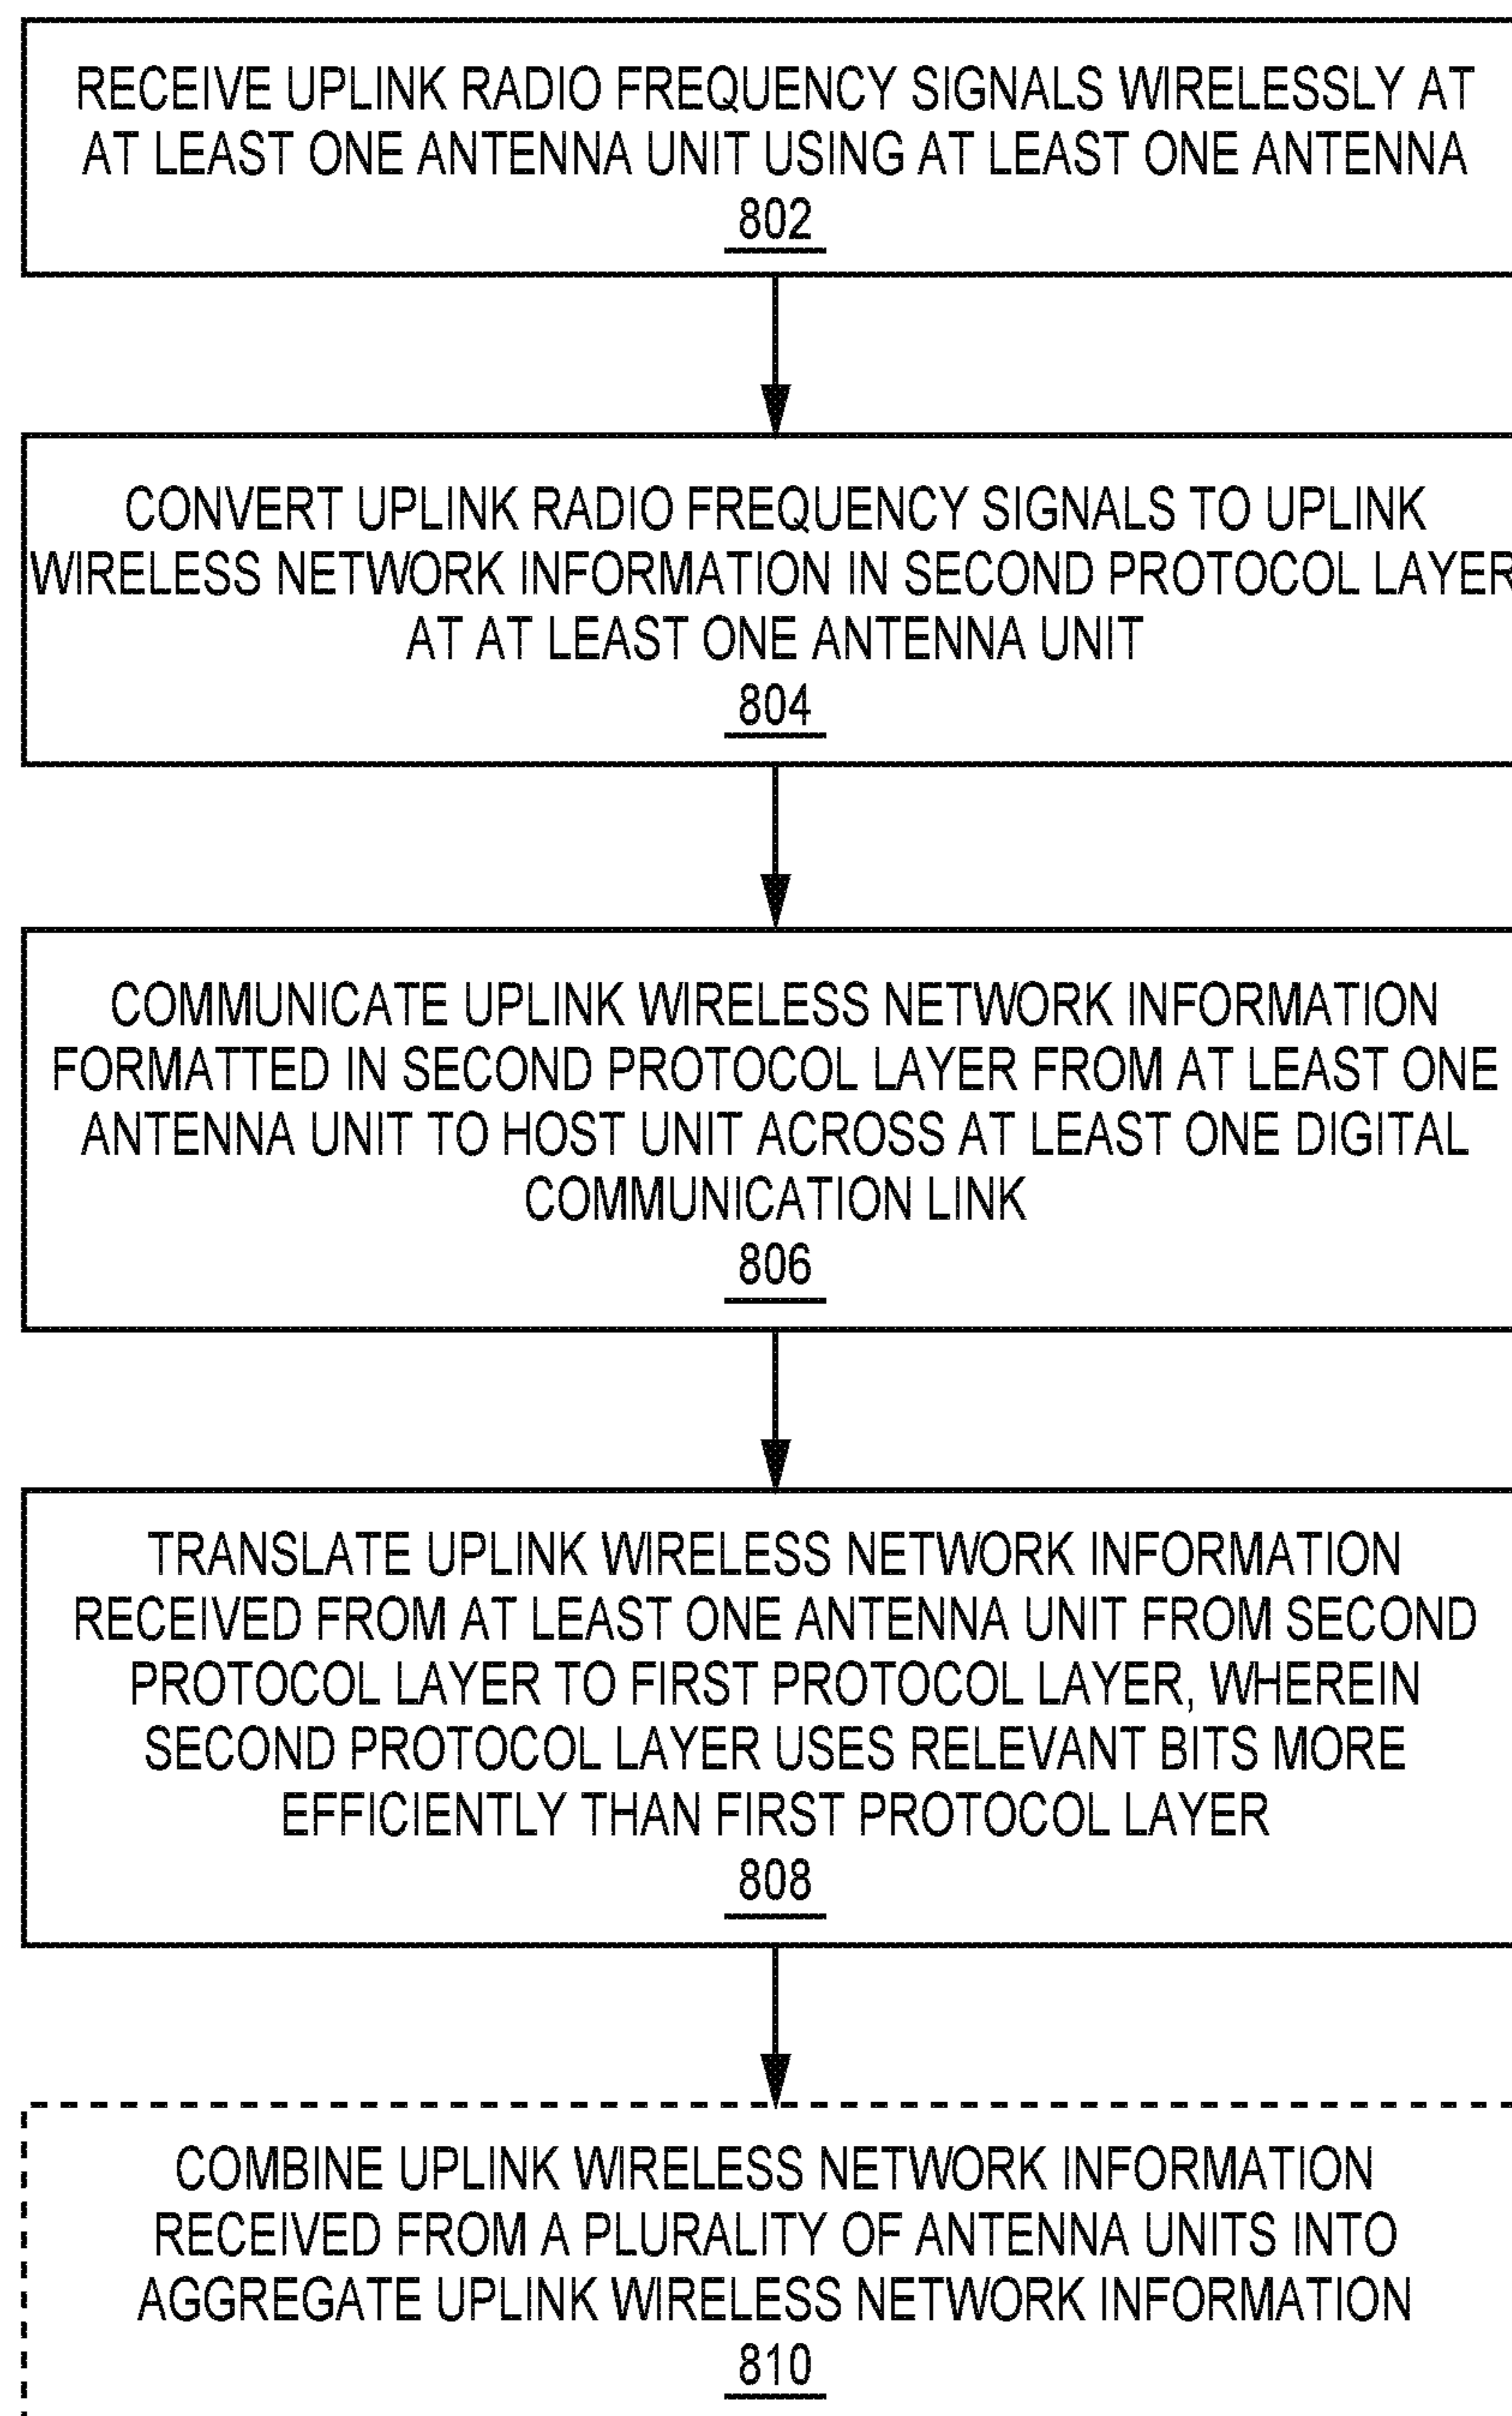 RECEIVE UPLINK RADIO FREQUENCY SIGNALS WIRELESSLY AT
AT LEAST ONE ANTENNA UNIT USING AT LEAST ONE ANTENNA
802
CONVERT UPLINK RADIO FREQUENCY SIGNALS TO UPLINK
WIRELESS NETWORK INFORMATION IN SECOND PROTOCOL LAYER
AT AT LEAST ONE ANTENNA UNIT
804
COMMUNICATE UPLINK WIRELESS NETWORK INFORMATION
FORMATTED IN SECOND PROTOCOL LAYER FROM AT LEAST ONE
ANTENNA UNIT TO HOST UNIT ACROSS AT LEAST ONE DIGITAL
COMMUNICATION LINK
806
TRANSLATE UPLINK WIRELESS NETWORK INFORMATION
RECEIVED FROM AT LEAST ONE ANTENNA UNIT FROM SECOND
PROTOCOL LAYER TO FIRST PROTOCOL LAYER, WHEREIN
SECOND PROTOCOL LAYER USES RELEVANT BITS MORE
EFFICIENTLY THAN FIRST PROTOCOL LAYER
808
COMBINE UPLINK WIRELESS NETWORK INFORMATION
RECEIVED FROM A PLURALITY OF ANTENNA UNITS INTO
AGGREGATE UPLINK WIRELESS NETWORK INFORMATION
810